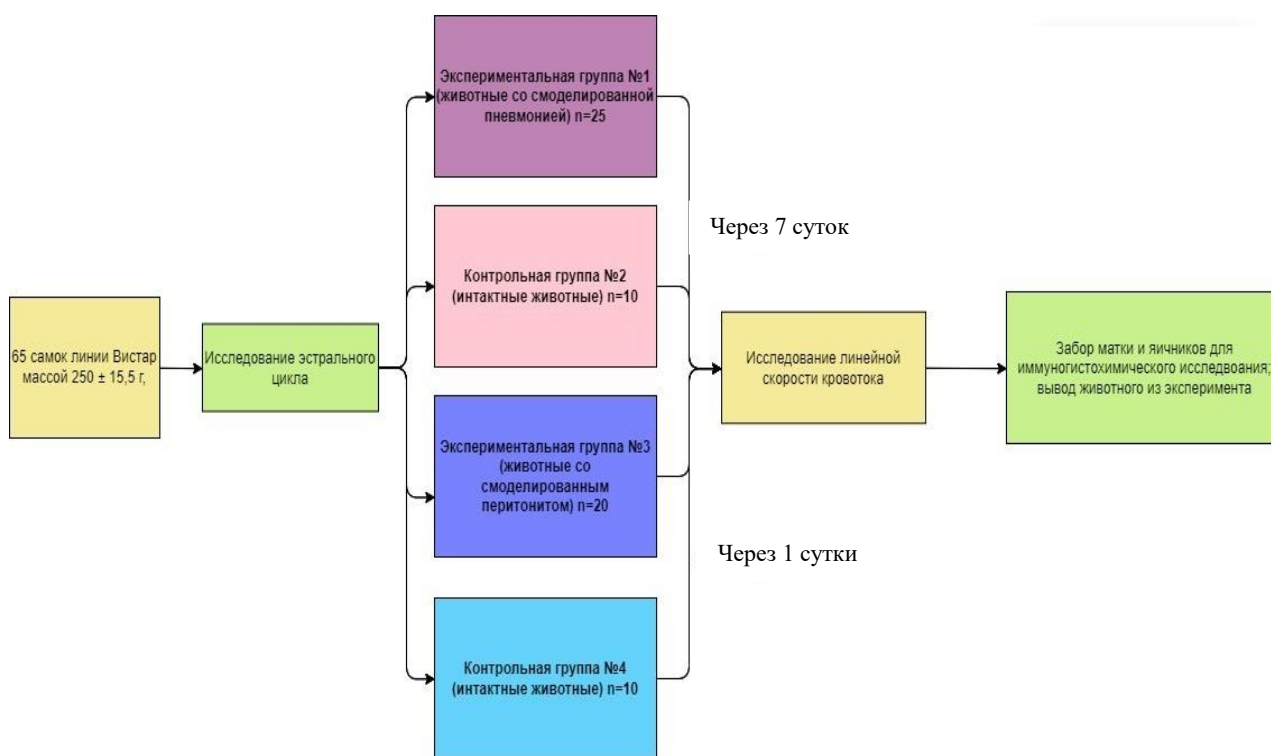 65 самок линии Вистар
массой 250 ± 15,5 г,
Исследование эстрального
цикла
Экспериментальная группа №1
(животные со смоделированной
пневмонией) n=25
Контрольная группа №2
(интактные животные) n=10
Экспериментальная группа №3
(животные со
смоделированным
перитонитом) n=20
Контрольная группа №4
(интактные животные) n=10
Через 7 суток
Через 1 сутки
Исследование линейной
скорости кровотока
Забор матки и яичников для
иммуногистохимического исследвоания;
вывод животного из эксперимента